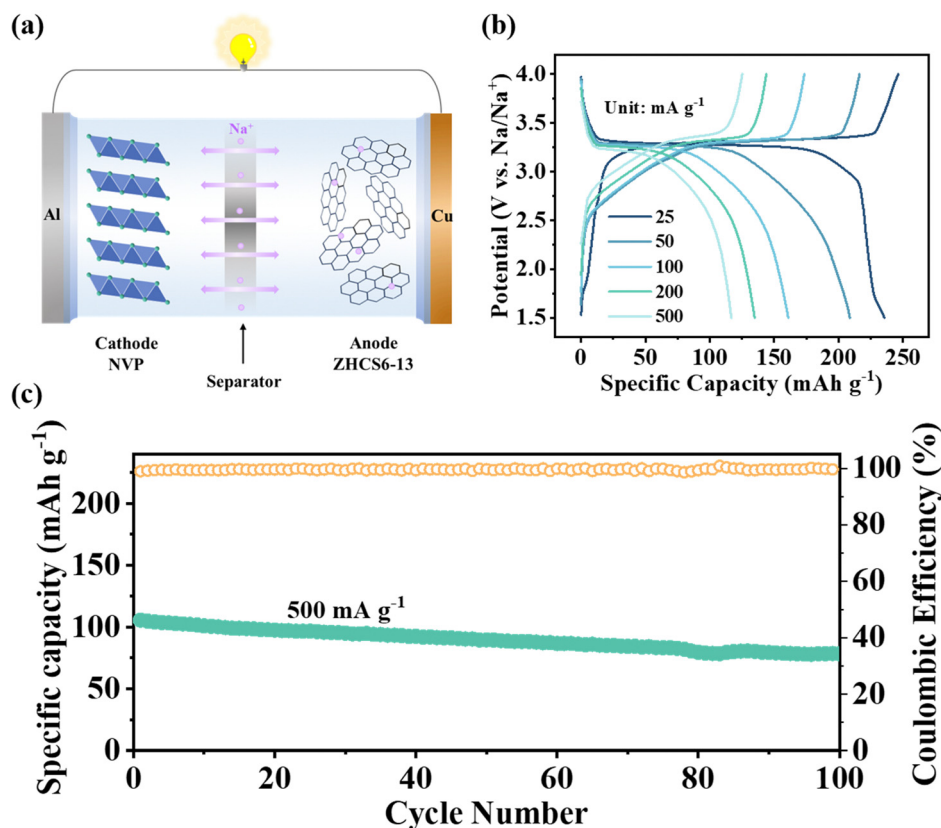 (a)
Na⁺
Al
Cu
Cathode
NVP
Separator
Anode
ZHCS6-13
(b)
Potential (V vs. Na/Na⁺)
4.0
3.5
3.0
2.5
2.0
1.5
Unit: mA g⁻¹
25
50
100
200
500
0 50 100 150 200 250
Specific Capacity (mAh g⁻¹)
(c)
Specific capacity (mAh g⁻¹)
200
150
100
50
0
500 mA g⁻¹
100
80
60
40
20
0
Coulombic Efficiency (%)
0 20 40 60 80 100
Cycle Number